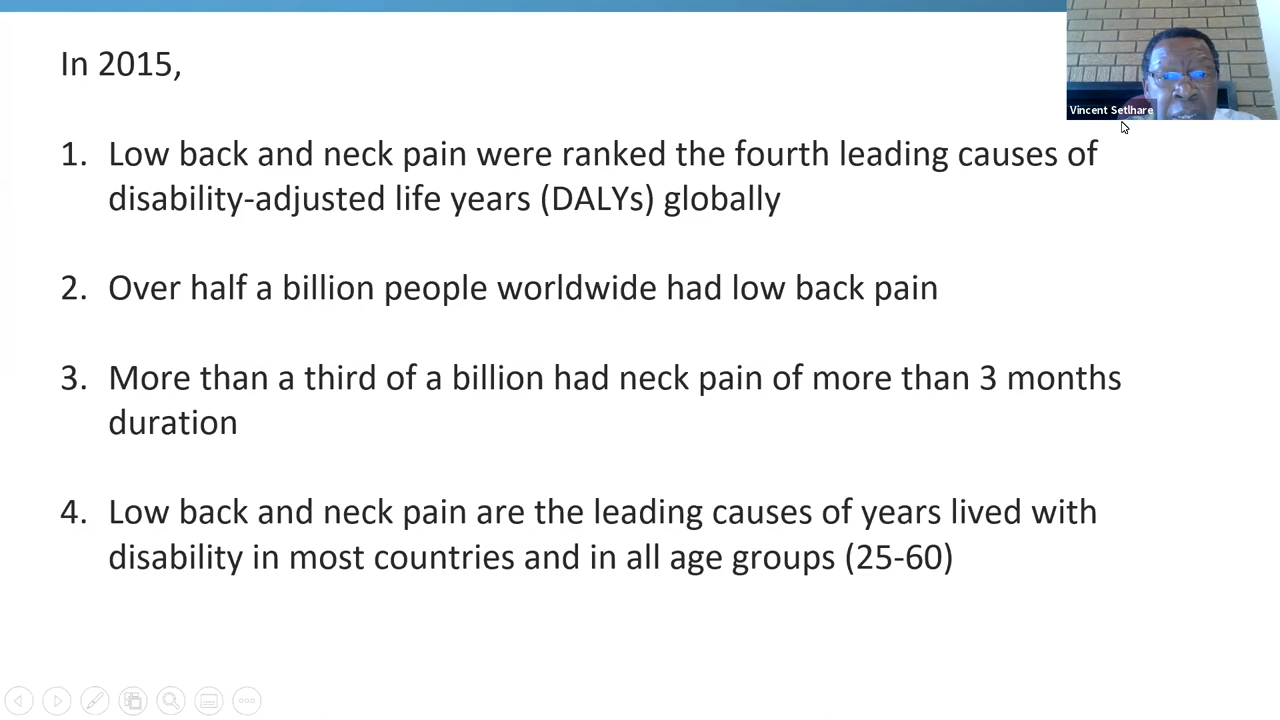 In 2015,
Vincent Setlhare
1. Low back and neck pain were ranked the fourth leading causes of
disability-adjusted life years (DALYs) globally
2. Over half a billion people worldwide had low back pain
3. More than a third of a billion had neck pain of more than 3 months
duration
4. Low back and neck pain are the leading causes of years lived with
disability in most countries and in all age groups (25-60)